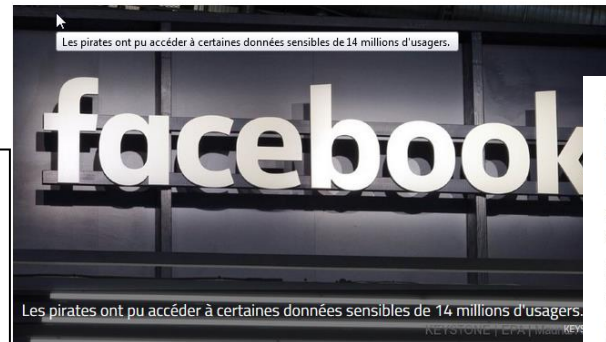 Les pirates ont pu accéder à certaines données sensibles de 14 millions d'usagers.
facebook
Les pirates ont pu accéder à certaines données sensibles de 14 millions d'usagers.
KEYSTONE | EPA |
KEYS